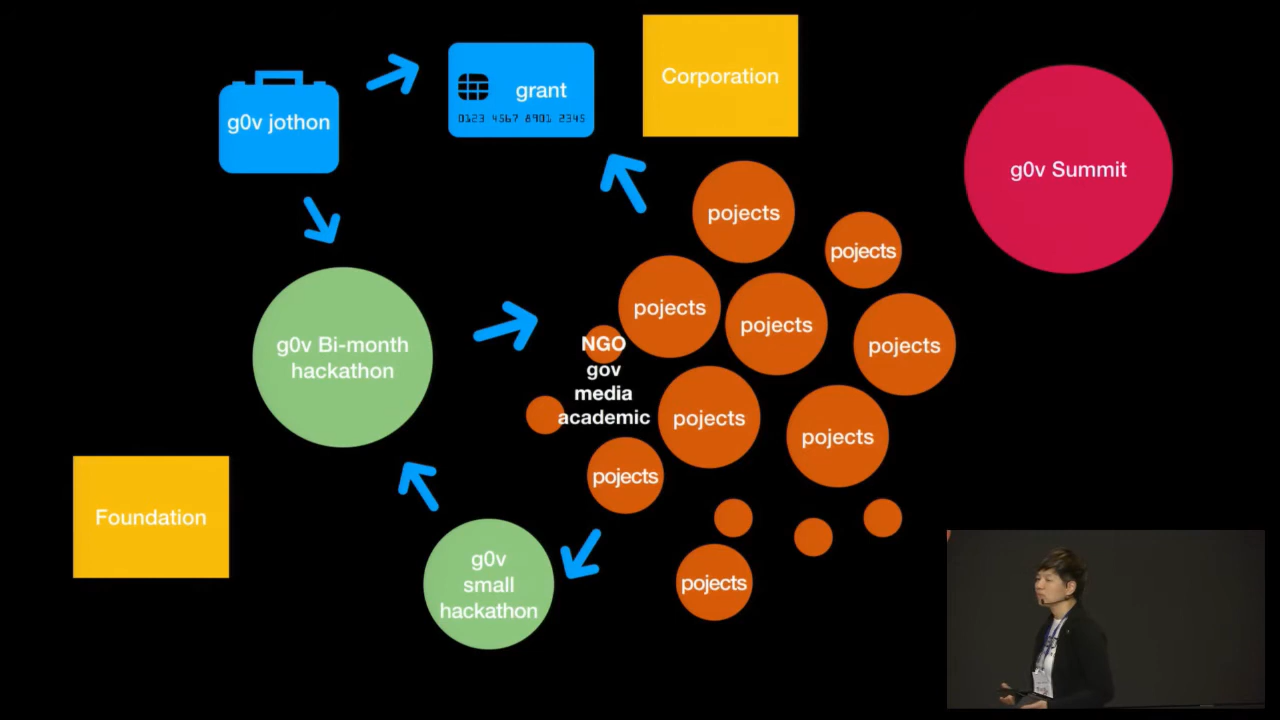 g0v jothon
grant
0123 4567 8901 2345
Corporation
g0v Summit
pojects
pojects
pojects
pojects
pojects
g0v Bi-month
hackathon
NGO
gov
media
academic
pojects
pojects
pojects
Foundation
g0v
small
hackathon
pojects